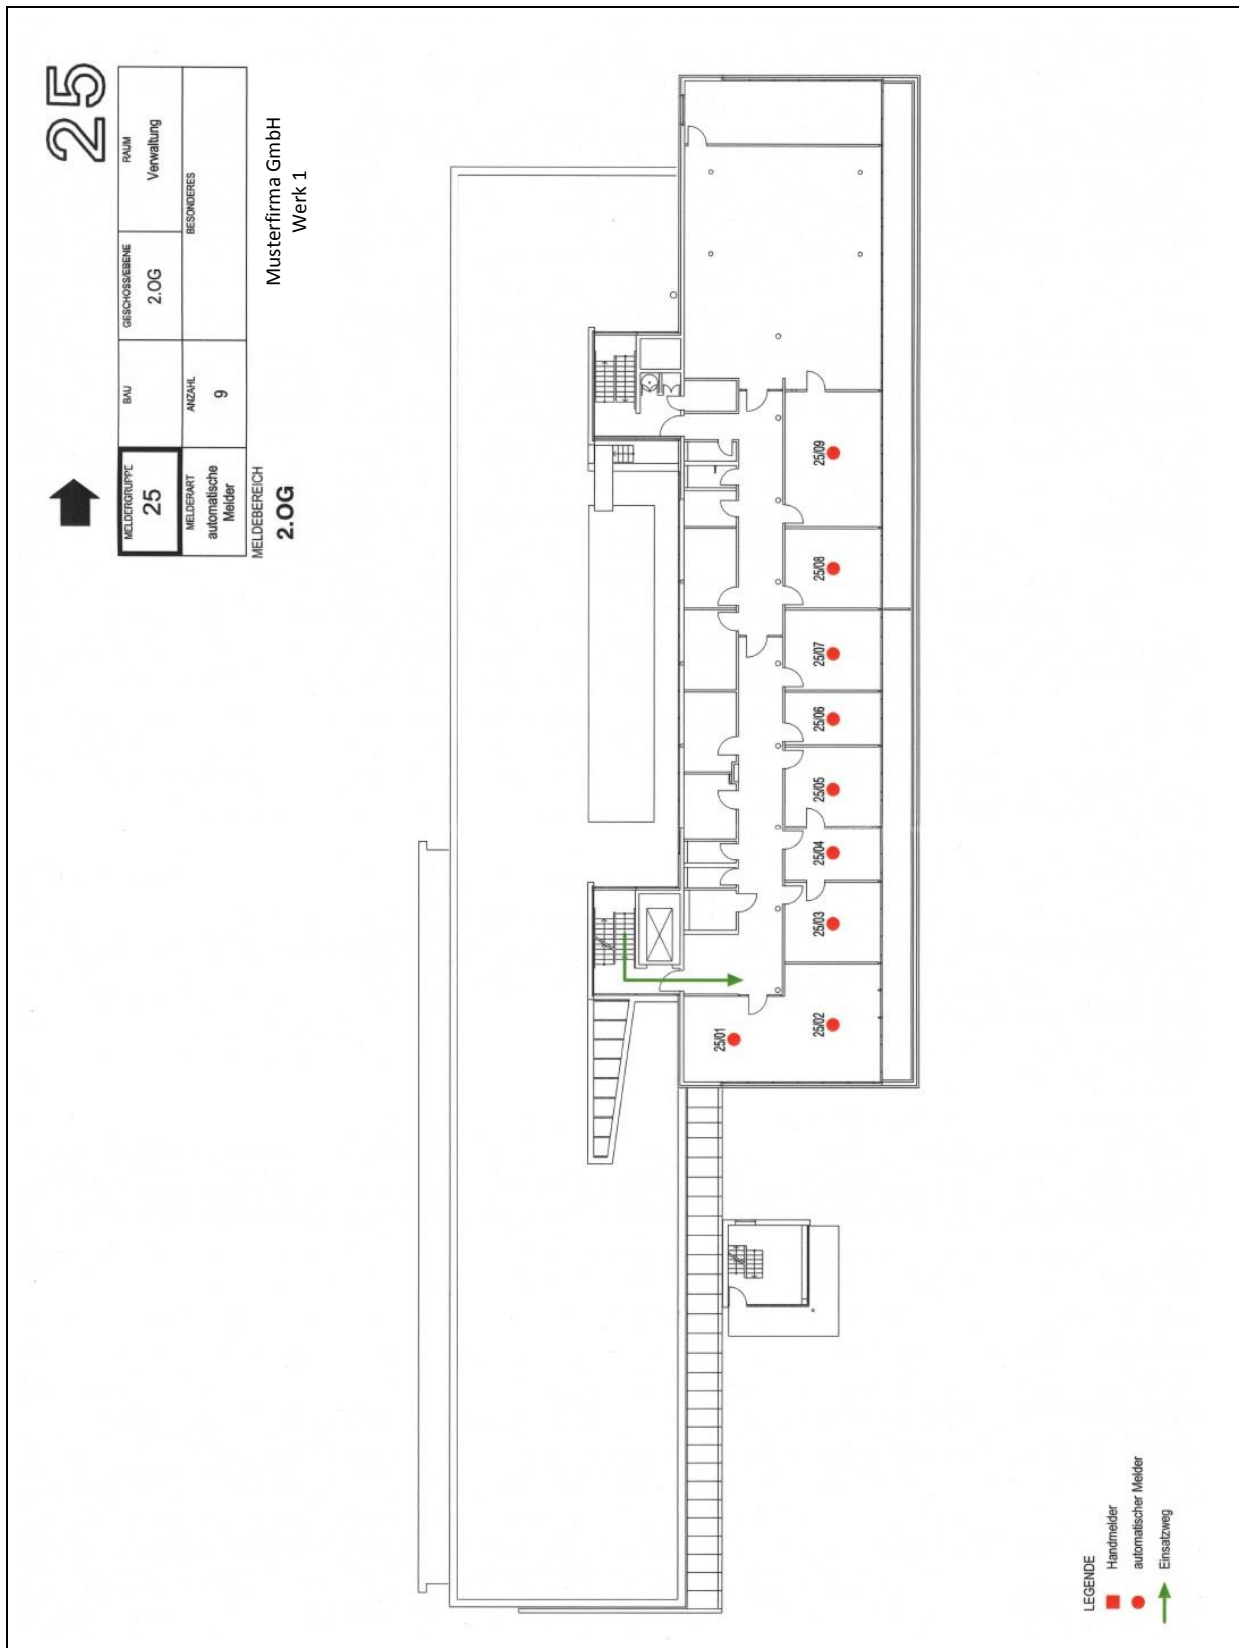 25
MELDERGRUPPE
25
BAU
GESCHOSS/EBENE
2.OG
RAUM
Verwaltung
MELDERART
automatische
Melder
ANZAHL
9
BESONDERES
MELDEBEREICH
2.OG
Musterfirma GmbH
Werk 1
25/01
25/02
25/03
25/04
25/05
25/06
25/07
25/08
25/09
LEGENDE
Handmelder
automatischer Melder
Einsatzweg